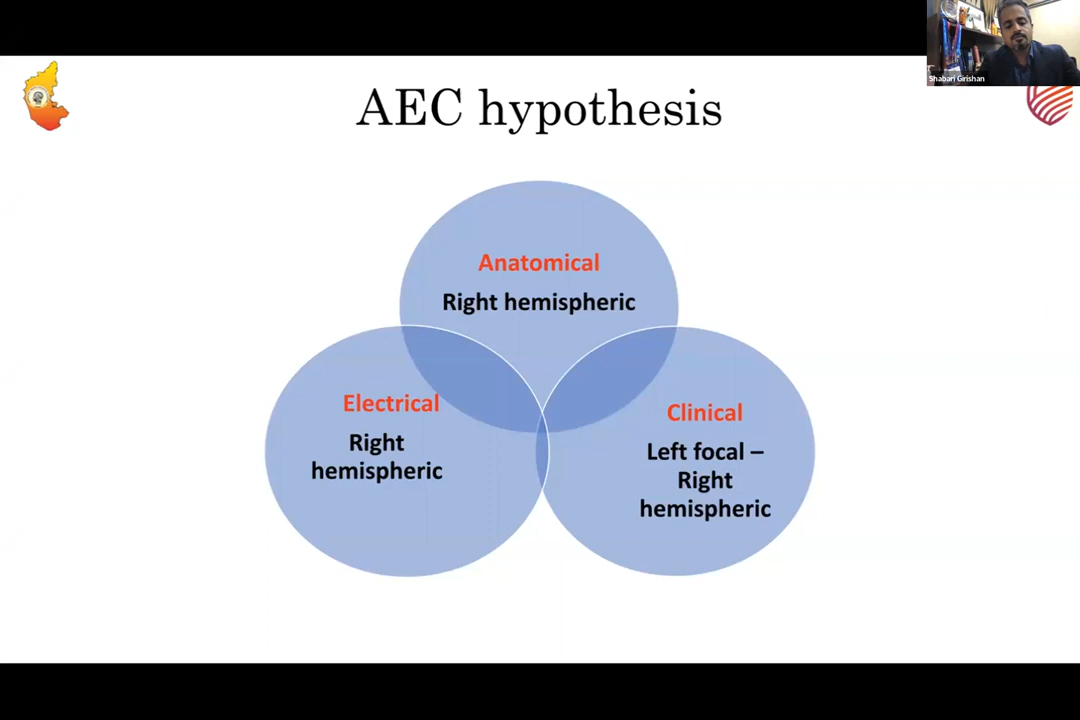 Shabari Girishan
AEC hypothesis
Anatomical
Right hemispheric
Electrical
Right
hemispheric
Clinical
Left focal –
Right
hemispheric